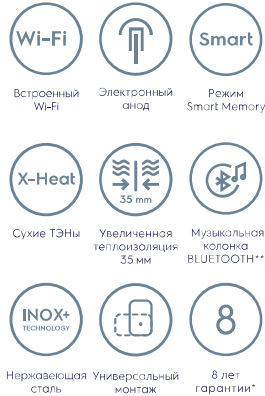 Wi-Fi
Встроенный
Wi-Fi
Электронный
анод
Smart
Режим
Smart Memory
X-Heat
Сухие ТЭНы
35 mm
Увеличенная
теплоизоляция
35 мм
Музыкальная
колонка
BLUETOOTH**
INOX+
TECHNOLOGY
Нержавеющая
сталь
Универсальный
монтаж
8
8 лет
гарантии*